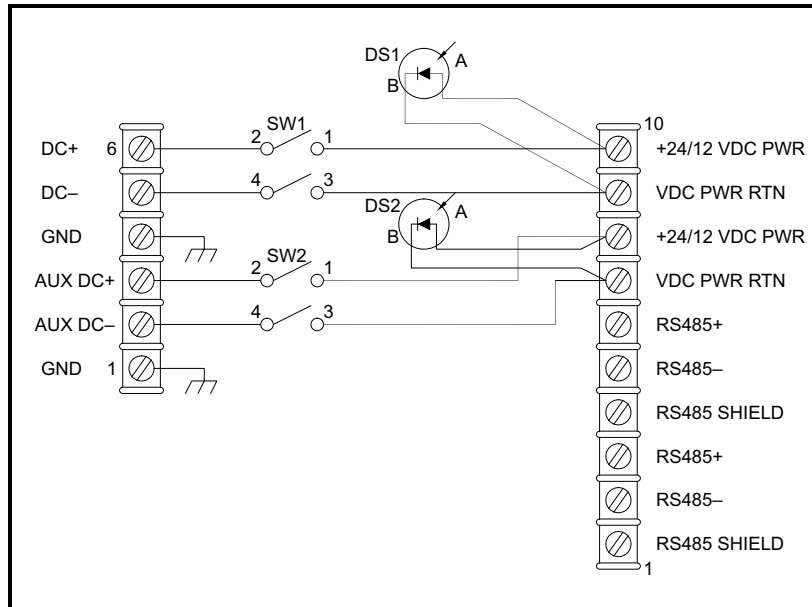 DS1
A
B
10
SW1
DC+ 6 2 1 +24/12 VDC PWR
DC– 4 3 VDC PWR RTN
DS2
A
B
GND +24/12 VDC PWR
SW2
AUX DC+ 2 1 VDC PWR RTN
AUX DC– 4 3 RS485+
GND 1 RS485–
RS485 SHIELD
RS485+
RS485–
RS485 SHIELD
1